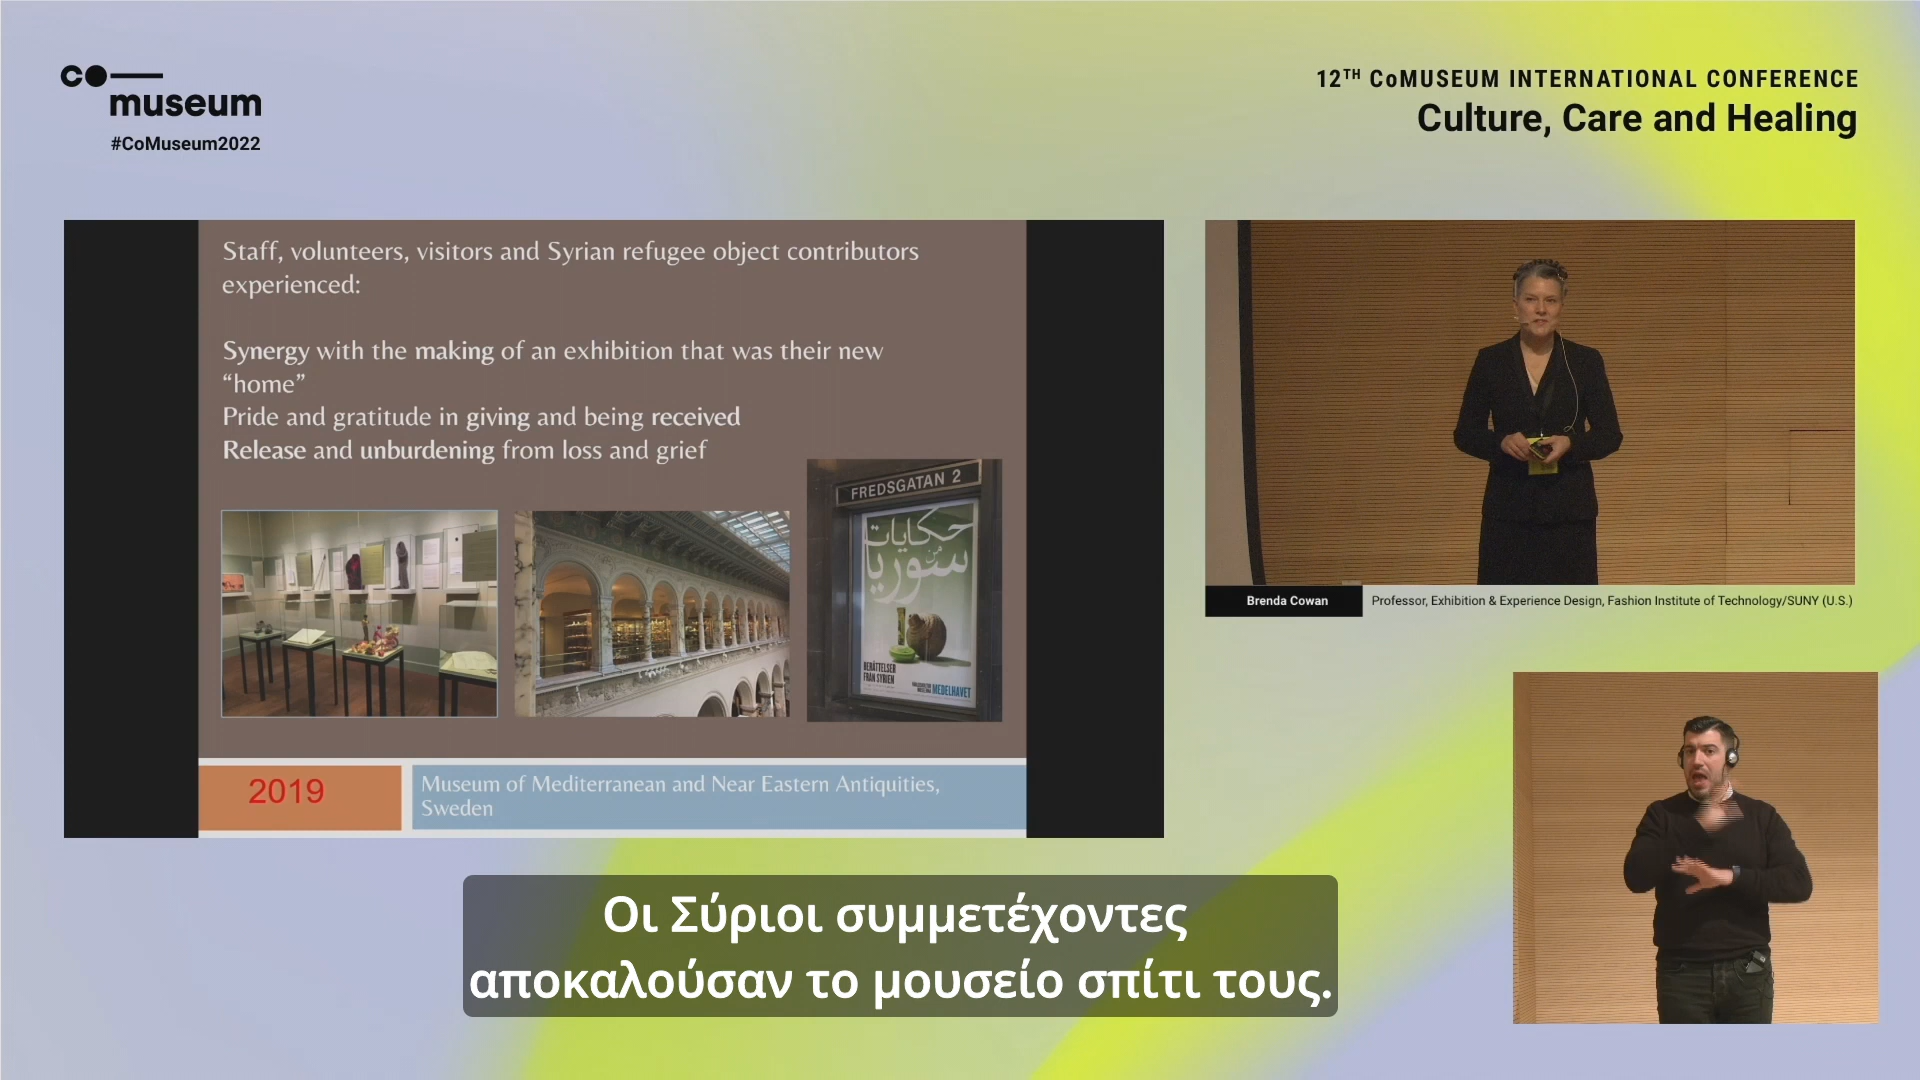 co
museum
#CoMuseum2022
12TH CoMUSEUM INTERNATIONAL CONFERENCE
Culture, Care and Healing
Staff, volunteers, visitors and Syrian refugee object contributors
experienced:
Synergy with the making of an exhibition that was their new
“home”
Pride and gratitude in giving and being received
Release and unburdening from loss and grief
FREDSGATAN 2
حكايات
من
سوريا
BERÄTTELSER
FRÅN SYRIEN
MEDELHAVET
2019
Museum of Mediterranean and Near Eastern Antiquities,
Sweden
Brenda Cowan
Professor, Exhibition & Experience Design, Fashion Institute of Technology/SUNY (U.S.)
Οι Σύριοι συμμετέχοντες
αποκαλούσαν το μουσείο σπίτι τους.